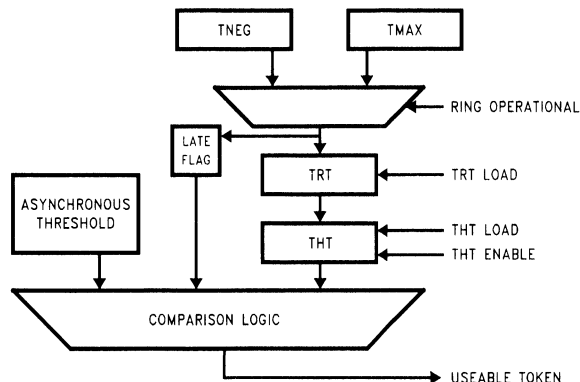 TNEG
TMAX
RING OPERATIONAL
LATE
FLAG
TRT
TRT LOAD
ASYNCHRONOUS
THRESHOLD
THT
THT LOAD
THT ENABLE
COMPARISON LOGIC
USEABLE TOKEN